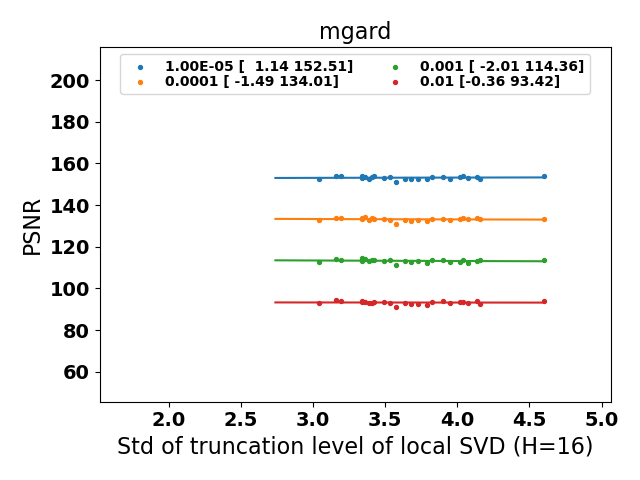 mgard
1.00E-05 [  1.14 152.51]
0.0001 [ -1.49 134.01]
0.001 [ -2.01 114.36]
0.01 [-0.36 93.42]
PSNR
200
180
160
140
120
100
80
60
2.0 2.5 3.0 3.5 4.0 4.5 5.0
Std of truncation level of local SVD (H=16)